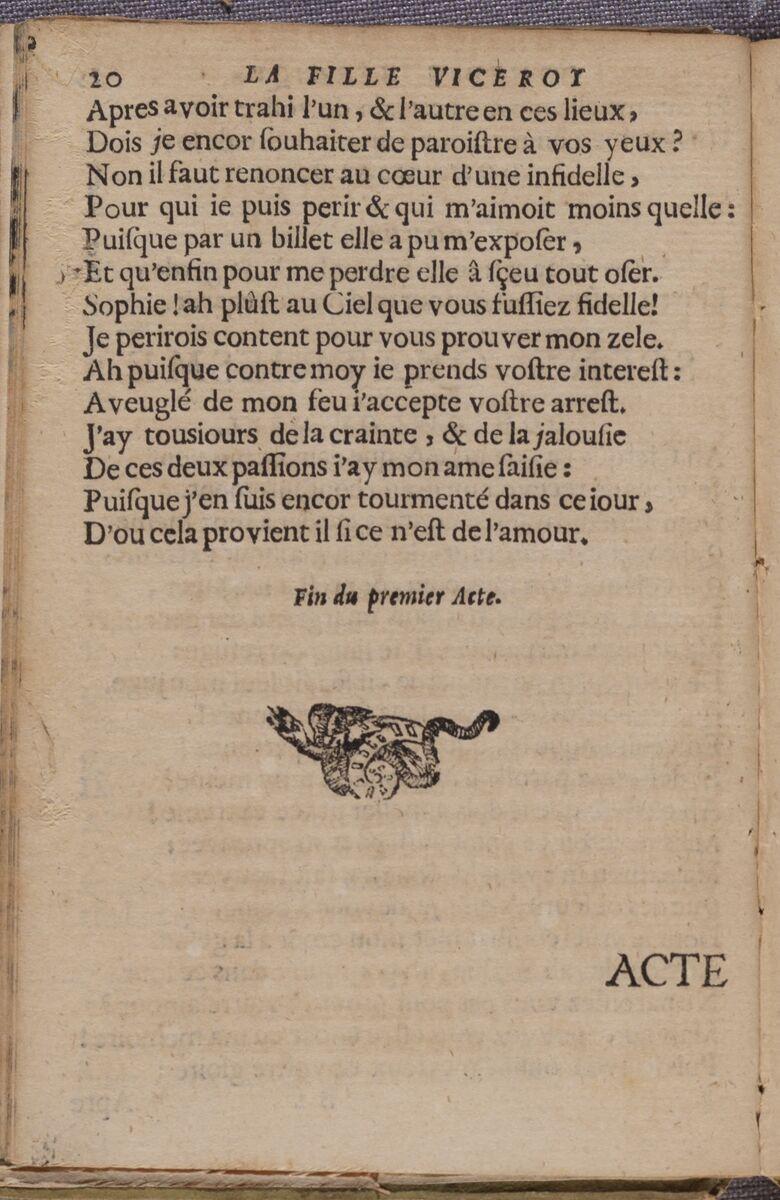 20 LA FILLE VICEROY
Apres avoir trahi l'un, & l'autre en ces lieux,
Dois je encor ſouhaiter de paroiſtre à vos yeux?
Non il faut renoncer au cœur d'une infidelle,
Pour qui ie puis perir & qui m'aimoit moins quelle:
Puiſque par un billet elle a pu m'expoſer,
Et qu'enfin pour me perdre elle â ſçeu tout oſer.
Sophie! ah plûſt au Ciel que vous fuſſiez fidelle!
Je perirois content pour vous prouver mon zele.
Ah puiſque contre moy ie prends voſtre intereſt:
Aveuglé de mon feu i'accepte voſtre arreſt.
J'ay tousiours de la crainte, & de la jalouſie
De ces deux paſſions i'ay mon ame ſaiſie:
Puiſque j'en ſuis encor tourmenté dans ce iour,
D'ou cela provient il ſi ce n'eſt de l'amour.
Fin du premier Acte.
ACTE